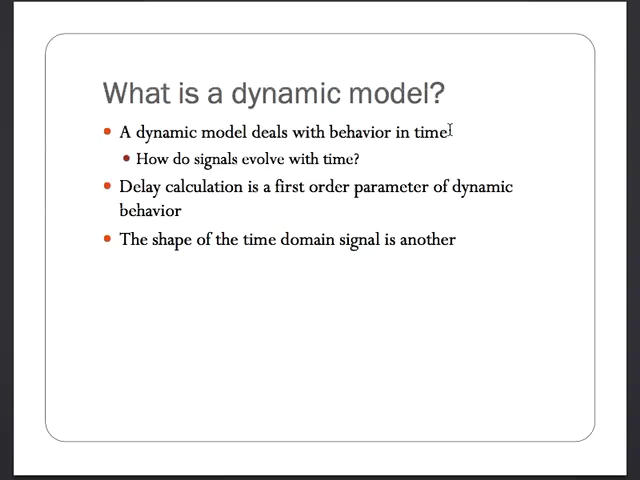 What is a dynamic model?
A dynamic model deals with behavior in time
How do signals evolve with time?
Delay calculation is a first order parameter of dynamic
behavior
The shape of the time domain signal is another